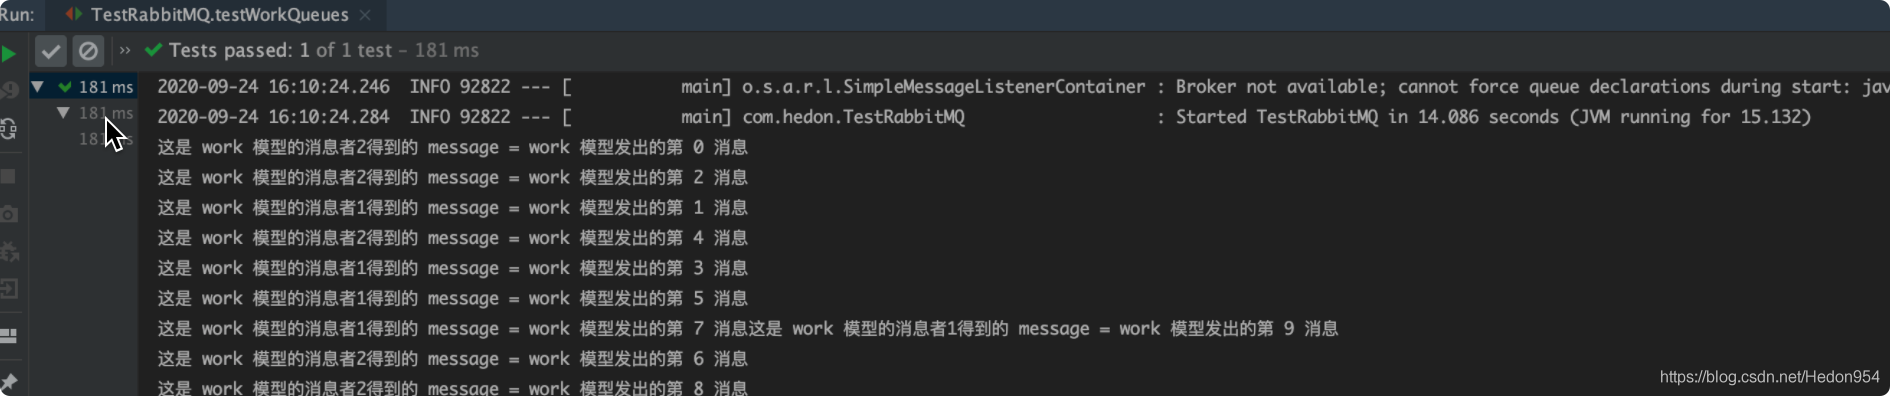 Run: TestRabbitMQ.testWorkQueues ×
» Tests passed: 1 of 1 test – 181 ms
181 ms 2020-09-24 16:10:24.246  INFO 92822 --- [           main] o.s.a.r.l.SimpleMessageListenerContainer : Broker not available; cannot force queue declarations during start: jav
181 ms 2020-09-24 16:10:24.284  INFO 92822 --- [           main] com.hedon.TestRabbitMQ                   : Started TestRabbitMQ in 14.086 seconds (JVM running for 15.132)
这是 work 模型的消息者2得到的 message = work 模型发出的第 0 消息
这是 work 模型的消息者2得到的 message = work 模型发出的第 2 消息
这是 work 模型的消息者1得到的 message = work 模型发出的第 1 消息
这是 work 模型的消息者2得到的 message = work 模型发出的第 4 消息
这是 work 模型的消息者1得到的 message = work 模型发出的第 3 消息
这是 work 模型的消息者1得到的 message = work 模型发出的第 5 消息
这是 work 模型的消息者1得到的 message = work 模型发出的第 7 消息这是 work 模型的消息者1得到的 message = work 模型发出的第 9 消息
这是 work 模型的消息者2得到的 message = work 模型发出的第 6 消息
这是 work 模型的消息者2得到的 message = work 模型发出的第 8 消息
https://blog.csdn.net/Hedon954